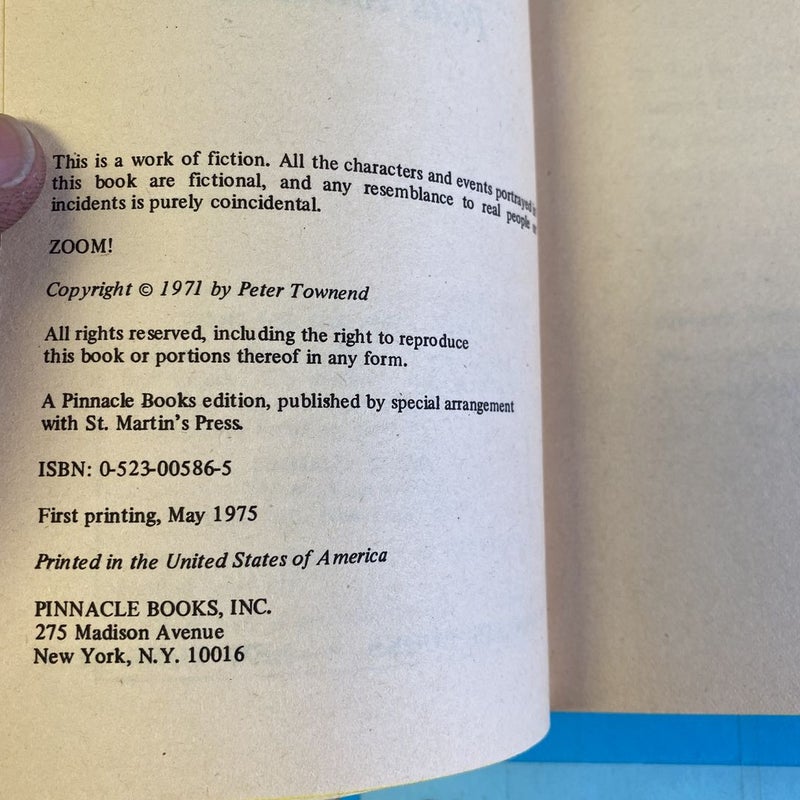 This is a work of fiction. All the characters and events portrayed in
this book are fictional, and any resemblance to real people or
incidents is purely coincidental.
ZOOM!
Copyright © 1971 by Peter Townend
All rights reserved, including the right to reproduce
this book or portions thereof in any form.
A Pinnacle Books edition, published by special arrangement
with St. Martin's Press.
ISBN: 0-523-00586-5
First printing, May 1975
Printed in the United States of America
PINNACLE BOOKS, INC.
275 Madison Avenue
New York, N.Y. 10016